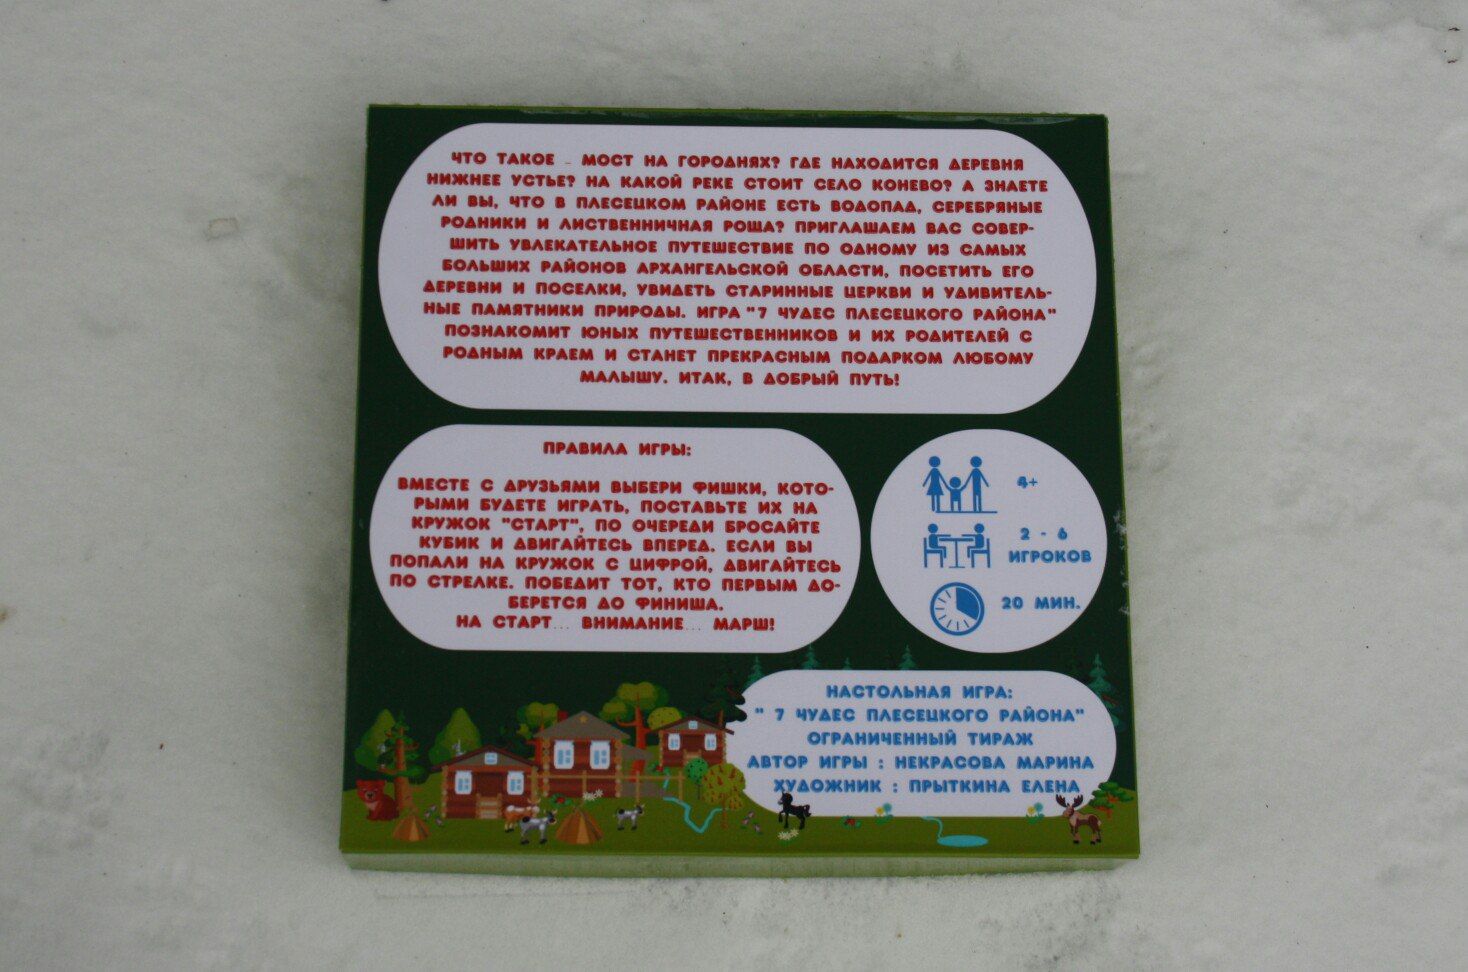 ЧТО ТАКОЕ - МОСТ НА ГОРОДНЯХ? ГДЕ НАХОДИТСЯ ДЕРЕВНЯ
НИЖНЕЕ УСТЬЕ? НА КАКОЙ РЕКЕ СТОИТ СЕЛО КОНЕВО? А ЗНАЕТЕ
ЛИ ВЫ, ЧТО В ПЛЕСЕЦКОМ РАЙОНЕ ЕСТЬ ВОДОПАД, СЕРЕБРЯНЫЕ
РОДНИКИ И ЛИСТВЕННИЧНАЯ РОЩА? ПРИГЛАШАЕМ ВАС СОВЕР-
ШИТЬ УВЛЕКАТЕЛЬНОЕ ПУТЕШЕСТВИЕ ПО ОДНОМУ ИЗ САМЫХ
БОЛЬШИХ РАЙОНОВ АРХАНГЕЛЬСКОЙ ОБЛАСТИ, ПОСЕТИТЬ ЕГО
ДЕРЕВНИ И ПОСЕЛКИ, УВИДЕТЬ СТАРИННЫЕ ЦЕРКВИ И УДИВИТЕЛЬ-
НЫЕ ПАМЯТНИКИ ПРИРОДЫ. ИГРА "7 ЧУДЕС ПЛЕСЕЦКОГО РАЙОНА"
ПОЗНАКОМИТ ЮНЫХ ПУТЕШЕСТВЕННИКОВ И ИХ РОДИТЕЛЕЙ С
РОДНЫМ КРАЕМ И СТАНЕТ ПРЕКРАСНЫМ ПОДАРКОМ ЛЮБОМУ
МАЛЫШУ. ИТАК, В ДОБРЫЙ ПУТЬ!
ПРАВИЛА ИГРЫ:
ВМЕСТЕ С ДРУЗЬЯМИ ВЫБЕРИ ФИШКИ, КОТО-
РЫМИ БУДЕТЕ ИГРАТЬ, ПОСТАВЬТЕ ИХ НА
КРУЖОК "СТАРТ", ПО ОЧЕРЕДИ БРОСАЙТЕ
КУБИК И ДВИГАЙТЕСЬ ВПЕРЕД. ЕСЛИ ВЫ
ПОПАЛИ НА КРУЖОК С ЦИФРОЙ, ДВИГАЙТЕСЬ
ПО СТРЕЛКЕ. ПОБЕДИТ ТОТ, КТО ПЕРВЫМ ДО-
БЕРЕТСЯ ДО ФИНИША.
НА СТАРТ... ВНИМАНИЕ... МАРШ!
4+
2 - 6
ИГРОКОВ
20 МИН.
НАСТОЛЬНАЯ ИГРА:
" 7 ЧУДЕС ПЛЕСЕЦКОГО РАЙОНА"
ОГРАНИЧЕННЫЙ ТИРАЖ
АВТОР ИГРЫ : НЕКРАСОВА МАРИНА
ХУДОЖНИК : ПРЫТКИНА ЕЛЕНА